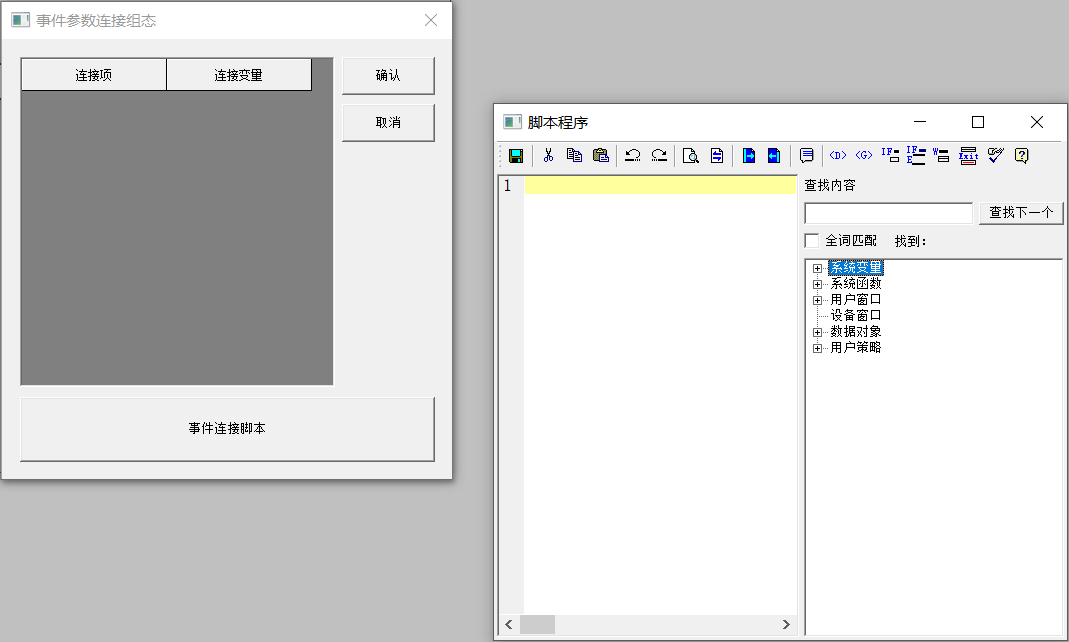 事件参数连接组态
连接项 连接变量
确认
取消
事件连接脚本
脚本程序
<D> <G> IF IF E W Exit
1
查找内容
查找下一个
全词匹配 找到:
系统变量
系统函数
用户窗口
设备窗口
数据对象
用户策略